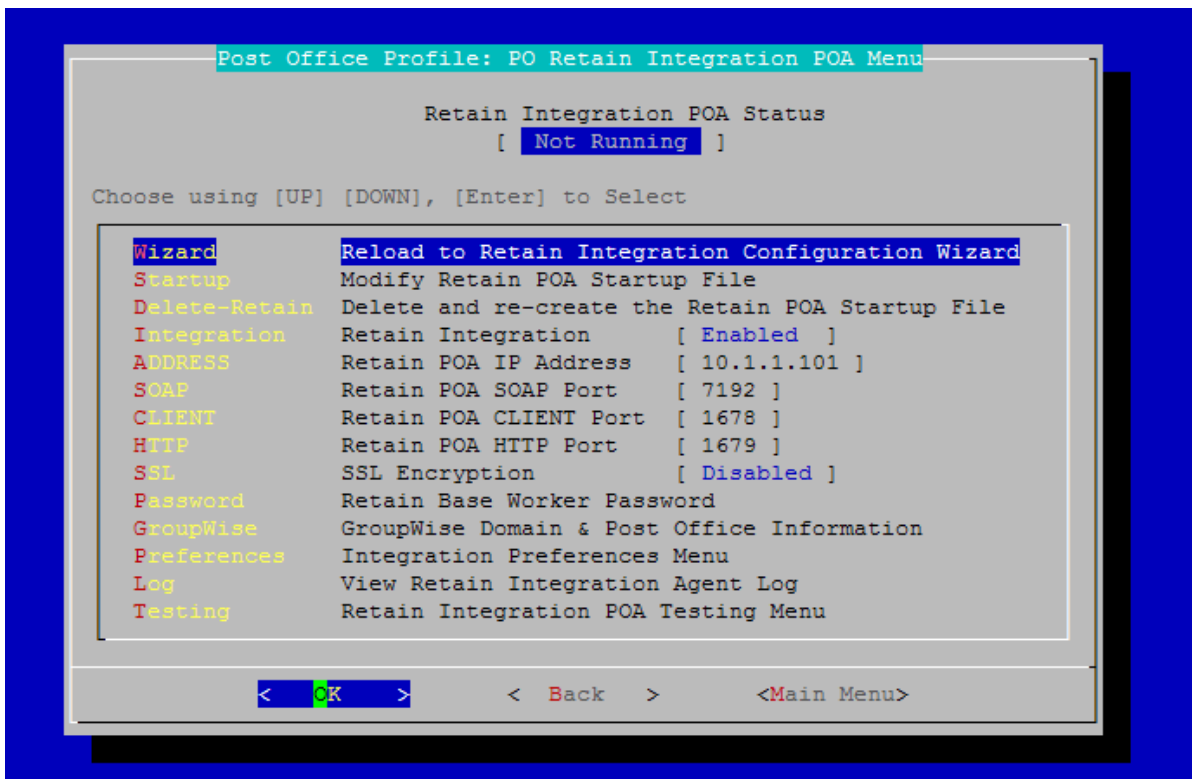 Post Office Profile: PO Retain Integration POA Menu
Retain Integration POA Status
[ Not Running ]
Choose using [UP] [DOWN], [Enter] to Select
Wizard Reload to Retain Integration Configuration Wizard
Startup Modify Retain POA Startup File
Delete-Retain Delete and re-create the Retain POA Startup File
Integration Retain Integration [ Enabled ]
ADDRESS Retain POA IP Address [ 10.1.1.101 ]
SOAP Retain POA SOAP Port [ 7192 ]
CLIENT Retain POA CLIENT Port [ 1678 ]
HTTP Retain POA HTTP Port [ 1679 ]
SSL SSL Encryption [ Disabled ]
Password Retain Base Worker Password
GroupWise GroupWise Domain & Post Office Information
Preferences Integration Preferences Menu
Log View Retain Integration Agent Log
Testing Retain Integration POA Testing Menu
< OK > < Back > <Main Menu>